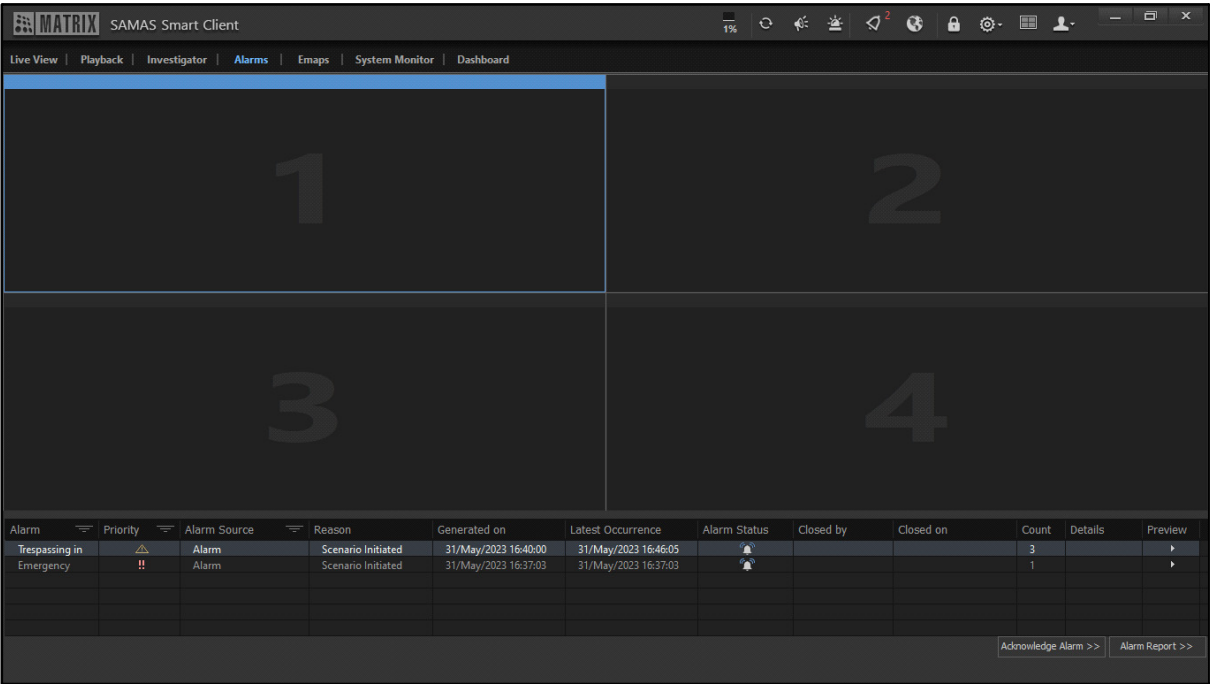 MATRIX SAMAS Smart Client 1% 2
Live View | Playback | Investigator | Alarms | Emaps | System Monitor | Dashboard
1 2
3 4
Alarm Priority Alarm Source Reason Generated on Latest Occurrence Alarm Status Closed by Closed on Count Details Preview
Trespassing in Alarm Scenario Initiated 31/May/2023 16:40:00 31/May/2023 16:46:05 3
Emergency !! Alarm Scenario Initiated 31/May/2023 16:37:03 31/May/2023 16:37:03 1
Acknowledge Alarm >> Alarm Report >>